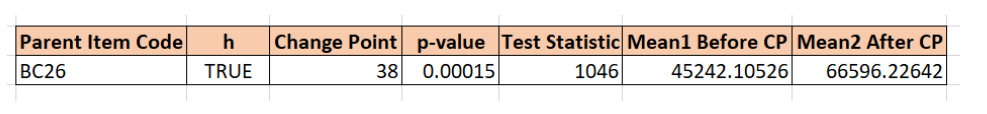 Parent Item Code h Change Point p-value Test Statistic Mean1 Before CP Mean2 After CP
BC26 TRUE 38 0.00015 1046 45242.10526 66596.22642